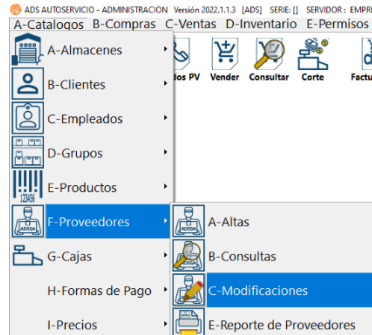 ADS AUTOSERVICIO - ADMINISTRACION Versión 2022.1.1.3 [ADS] SERIE: [] SERVIDOR : EMPRI
A-Catalogos B-Compras C-Ventas D-Inventario E-Permisos
os PV Vender Consultar Corte Factu
A-Almacenes
B-Clientes
C-Empleados
D-Grupos
E-Productos
F-Proveedores A-Altas
G-Cajas B-Consultas
H-Formas de Pago C-Modificaciones
I-Precios E-Reporte de Proveedores